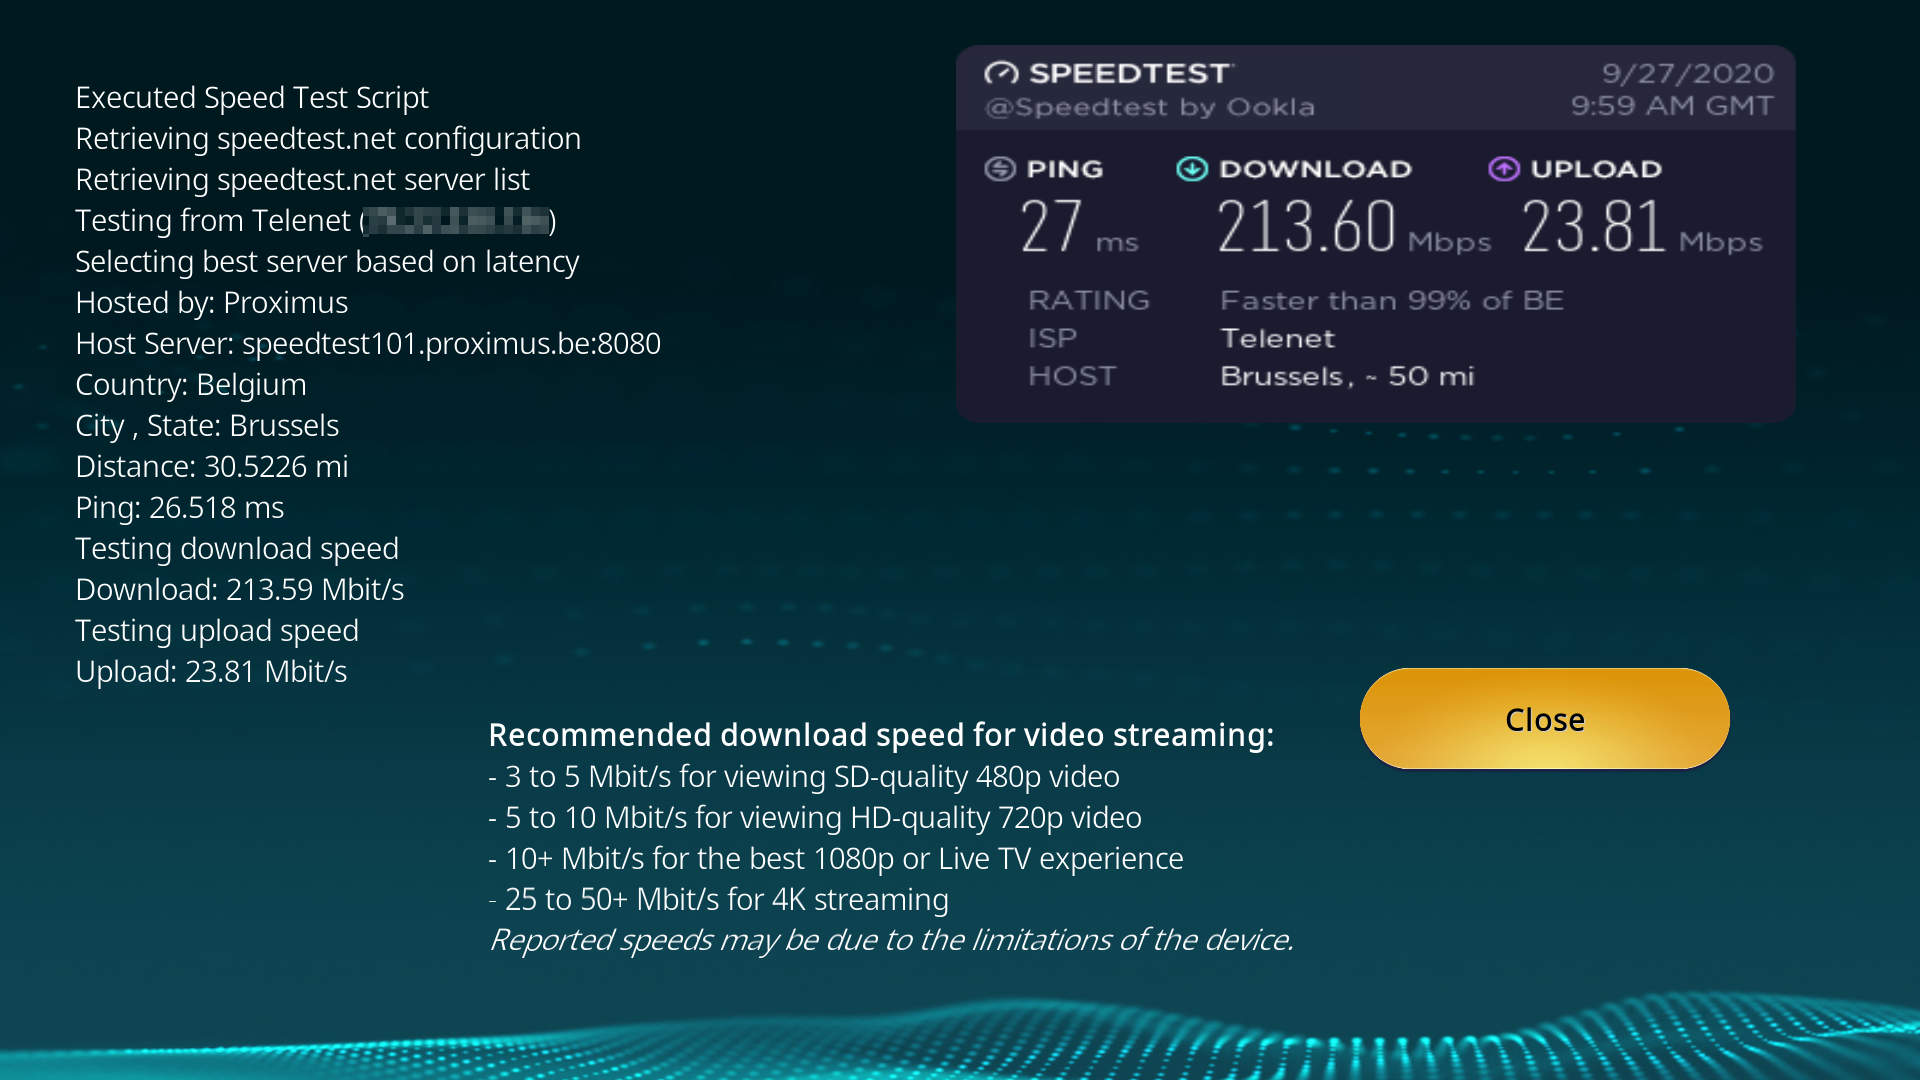 Executed Speed Test Script
Retrieving speedtest.net configuration
Retrieving speedtest.net server list
Testing from Telenet ()
Selecting best server based on latency
Hosted by: Proximus
Host Server: speedtest101.proximus.be:8080
Country: Belgium
City , State: Brussels
Distance: 30.5226 mi
Ping: 26.518 ms
Testing download speed
Download: 213.59 Mbit/s
Testing upload speed
Upload: 23.81 Mbit/s
SPEEDTEST
@Speedtest by Ookla
9/27/2020
9:59 AM GMT
PING DOWNLOAD UPLOAD
27 ms 213.60 Mbps 23.81 Mbps
RATING Faster than 99% of BE
ISP Telenet
HOST Brussels, ~ 50 mi
Close
Recommended download speed for video streaming:
- 3 to 5 Mbit/s for viewing SD-quality 480p video
- 5 to 10 Mbit/s for viewing HD-quality 720p video
- 10+ Mbit/s for the best 1080p or Live TV experience
- 25 to 50+ Mbit/s for 4K streaming
Reported speeds may be due to the limitations of the device.